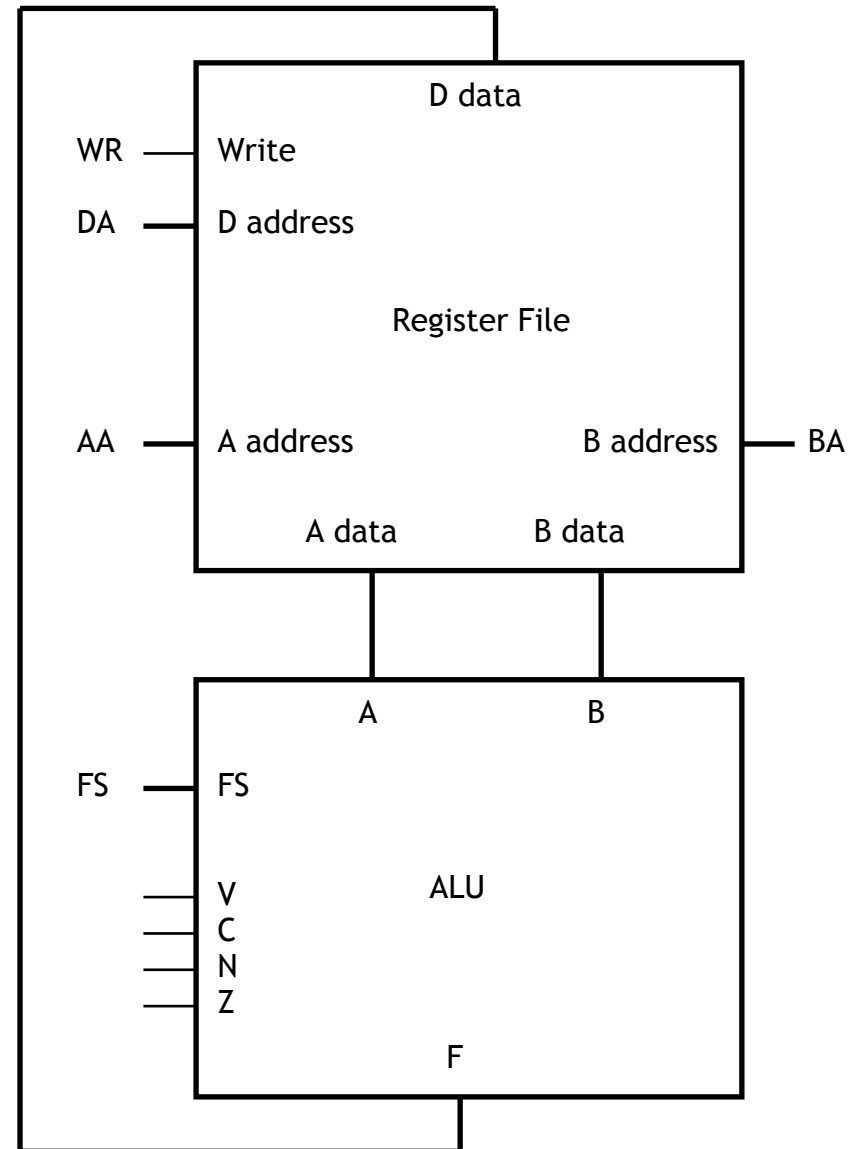 D data
WR Write
DA D address
Register File
AA A address B address BA
A data B data
A B
FS FS
V
ALU
C
N
Z
F